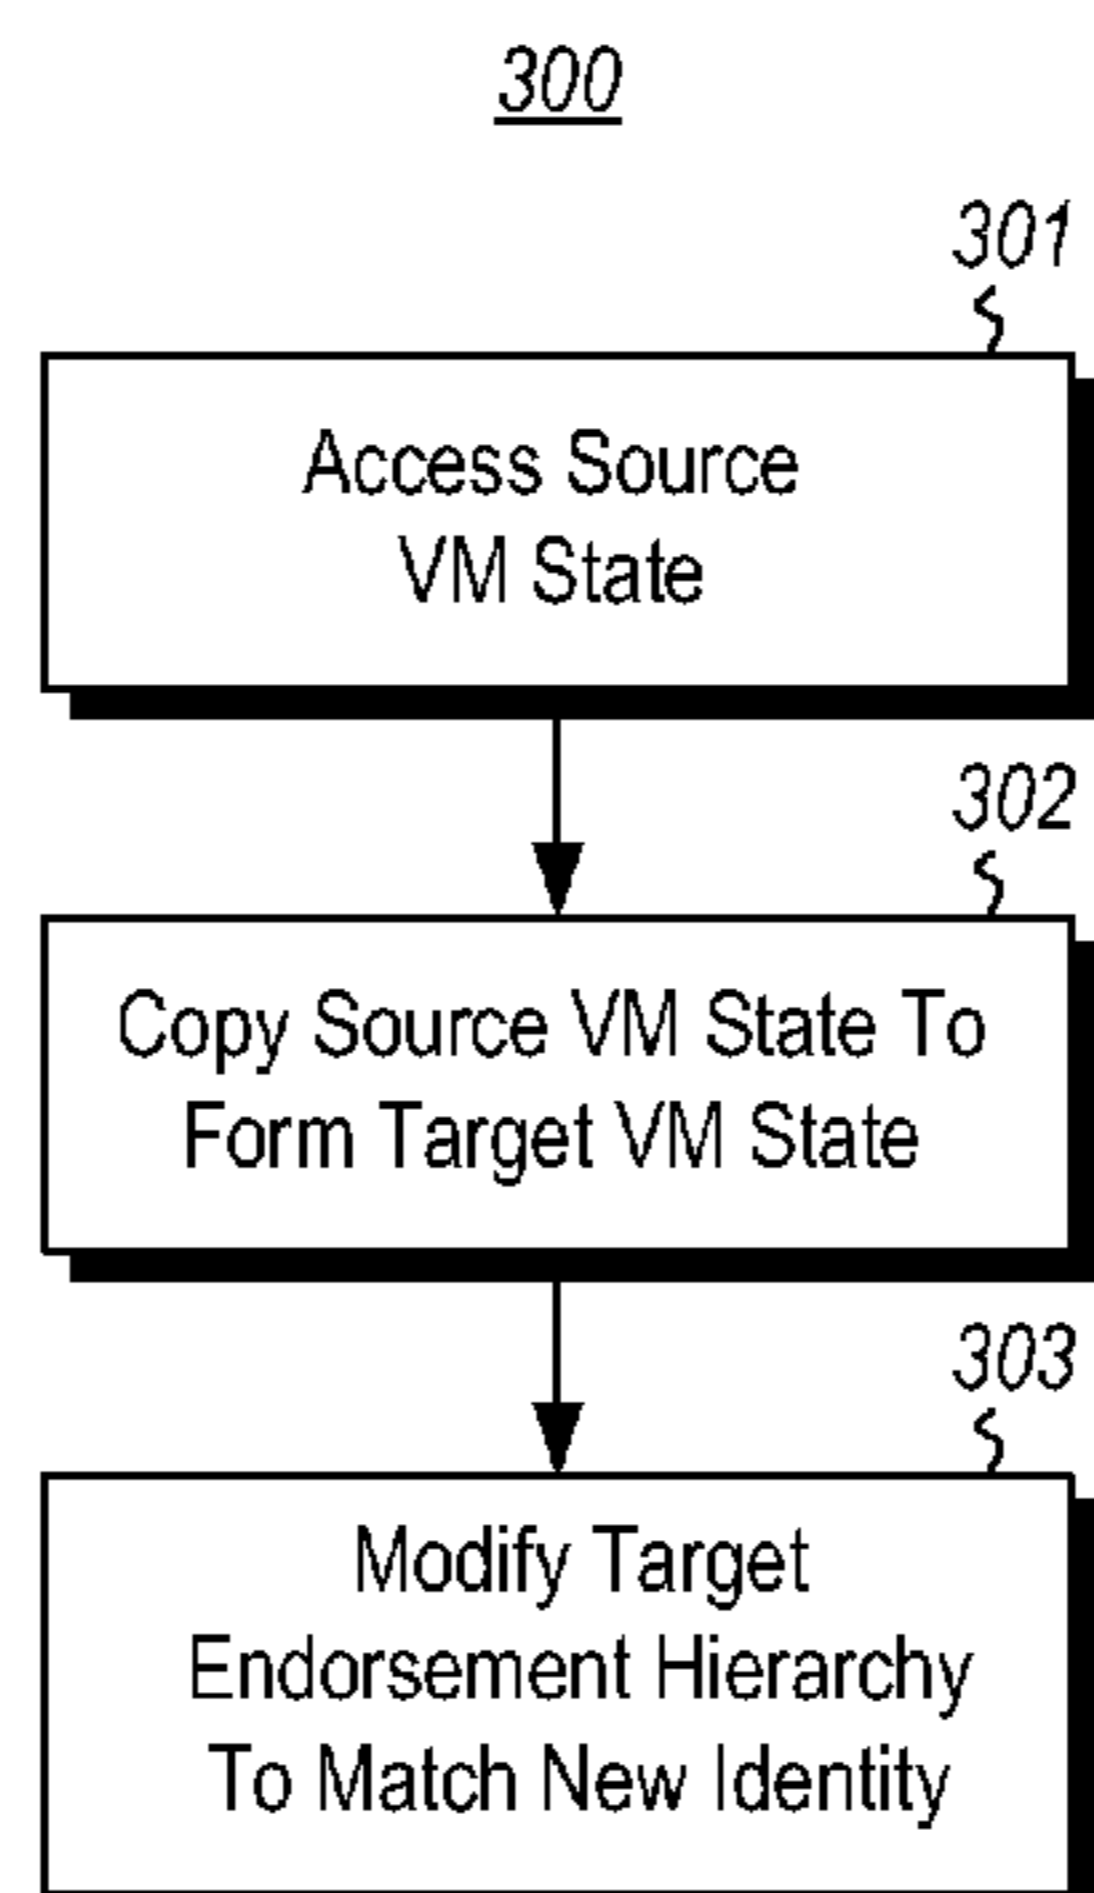 300
301
Access Source
VM State
302
Copy Source VM State To
Form Target VM State
303
Modify Target
Endorsement Hierarchy
To Match New Identity